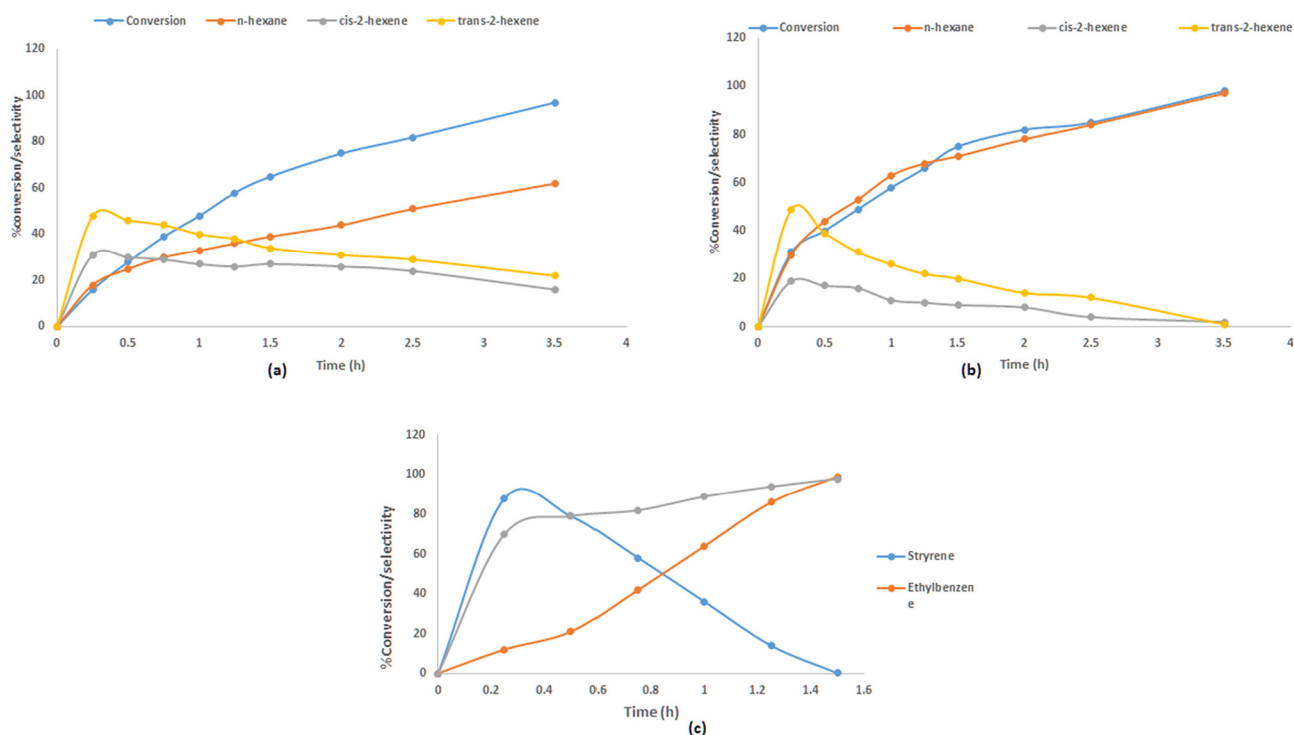 Conversion n-hexane cis-2-hexene trans-2-hexene
120
100
80
60
40
20
0
%conversion/selectivity
0 0.5 1 1.5 2 2.5 3 3.5 4
Time (h)
(a)
Conversion n-hexane cis-2-hexene trans-2-hexene
120
100
80
60
40
20
0
%Conversion/selectivity
0 0.5 1 1.5 2 2.5 3 3.5 4
Time (h)
(b)
120
100
80
60
40
20
0
%Conversion/selectivity
0 0.2 0.4 0.6 0.8 1 1.2 1.4 1.6
Time (h)
Stryrene
Ethylbenzen
e
(c)